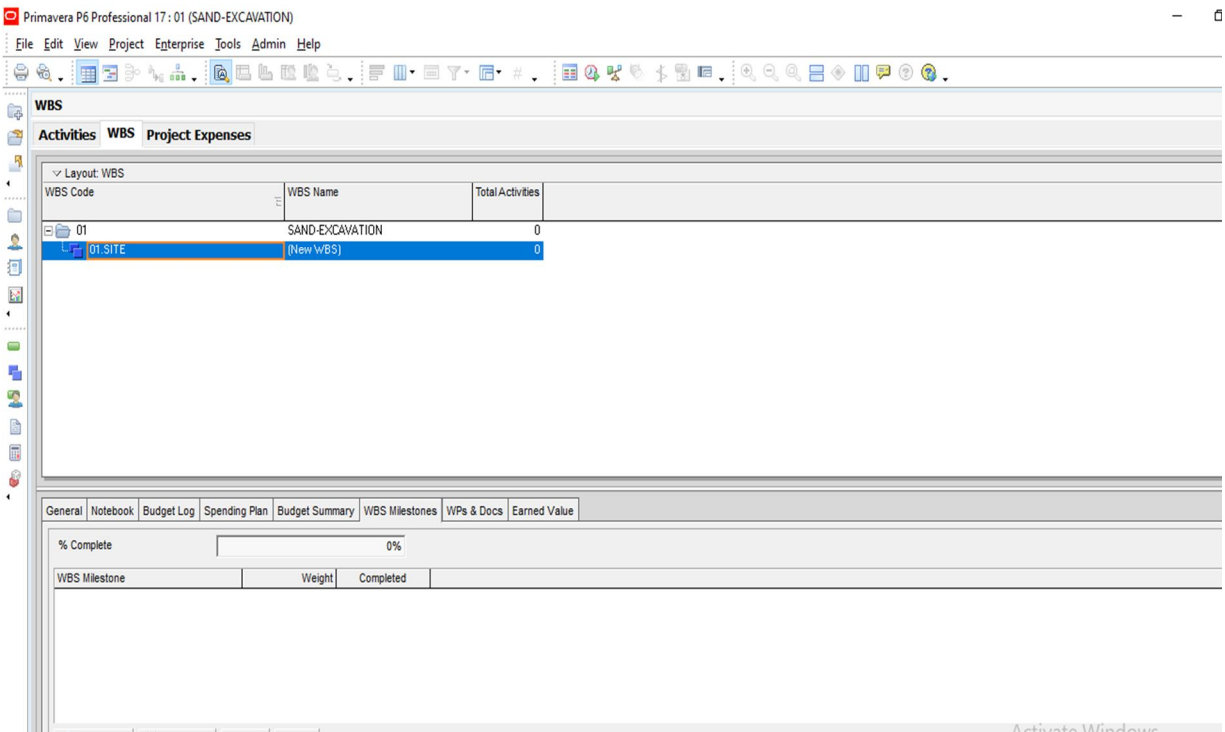 Primavera P6 Professional 17 : 01 (SAND-EXCAVATION)
File Edit View Project Enterprise Tools Admin Help
WBS
Activities WBS Project Expenses
Layout: WBS
WBS Code WBS Name Total Activities
01 SAND-EXCAVATION 0
01.SITE (New WBS) 0
General Notebook Budget Log Spending Plan Budget Summary WBS Milestones WPs & Docs Earned Value
% Complete 0%
WBS Milestone Weight Completed
Activate Windows